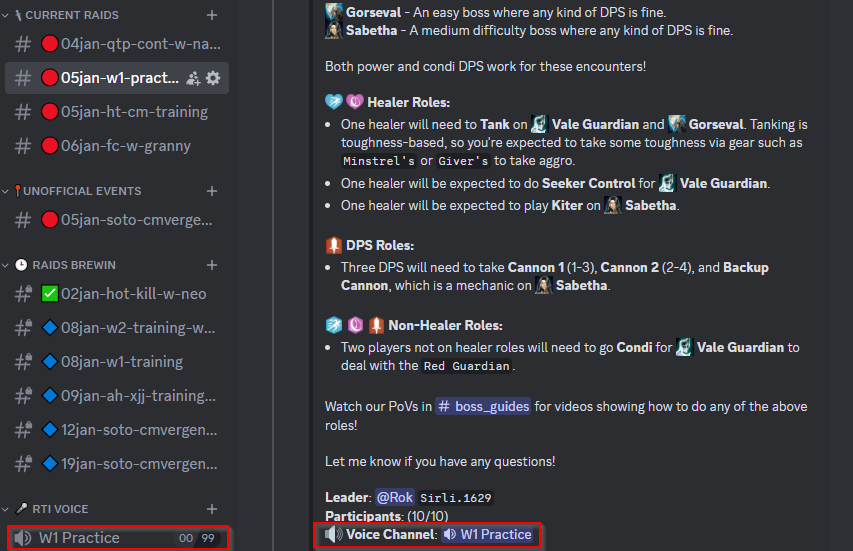 CURRENT RAIDS
04jan-qtp-cont-w-na...
05jan-w1-pract...
05jan-ht-cm-training
06jan-fc-w-granny
UNOFFICIAL EVENTS
05jan-soto-cmverge...
RAIDS BREWIN
02jan-hot-kill-w-neo
08jan-w2-training-w...
08jan-w1-training
09jan-ah-xjj-training...
12jan-soto-cmvergen...
19jan-soto-cmvergen...
RTI VOICE
W1 Practice 00 99
Gorseval - An easy boss where any kind of DPS is fine.
Sabetha - A medium difficulty boss where any kind of DPS is fine.
Both power and condi DPS work for these encounters!
Healer Roles:
• One healer will need to Tank on Vale Guardian and Gorseval. Tanking is
toughness-based, so you're expected to take some toughness via gear such as
Minstrel's or Giver's to take aggro.
• One healer will be expected to do Seeker Control for Vale Guardian.
• One healer will be expected to play Kiter on Sabetha.
DPS Roles:
• Three DPS will need to take Cannon 1 (1-3), Cannon 2 (2-4), and Backup
Cannon, which is a mechanic on Sabetha.
Non-Healer Roles:
• Two players not on healer roles will need to go Condi for Vale Guardian to
deal with the Red Guardian.
Watch our PoVs in # boss_guides for videos showing how to do any of the above
roles!
Let me know if you have any questions!
Leader: @Rok Sirli.1629
Participants: (10/10)
Voice Channel: W1 Practice